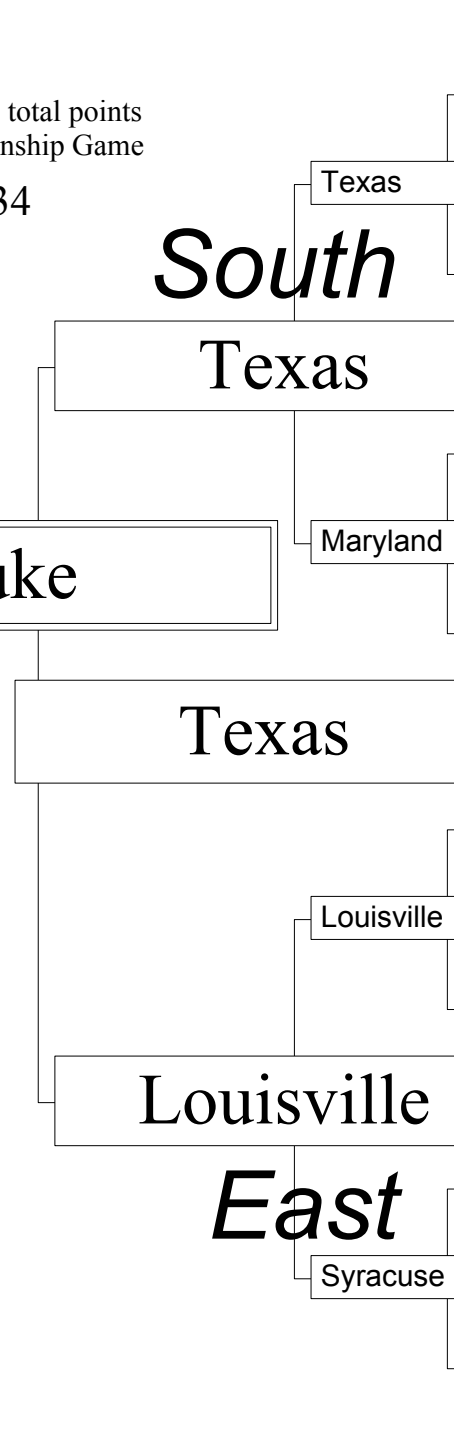 total points
nship Game
34
Texas
South
Texas
Maryland
uke
Texas
Louisville
Louisville
East
Syracuse